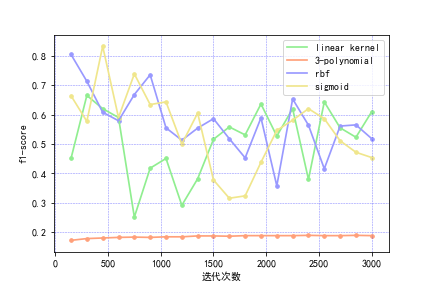 linear kernel
3-polynomial
rbf
sigmoid
f1-score
0.8
0.7
0.6
0.5
0.4
0.3
0.2
0 500 1000 1500 2000 2500 3000
迭代次数